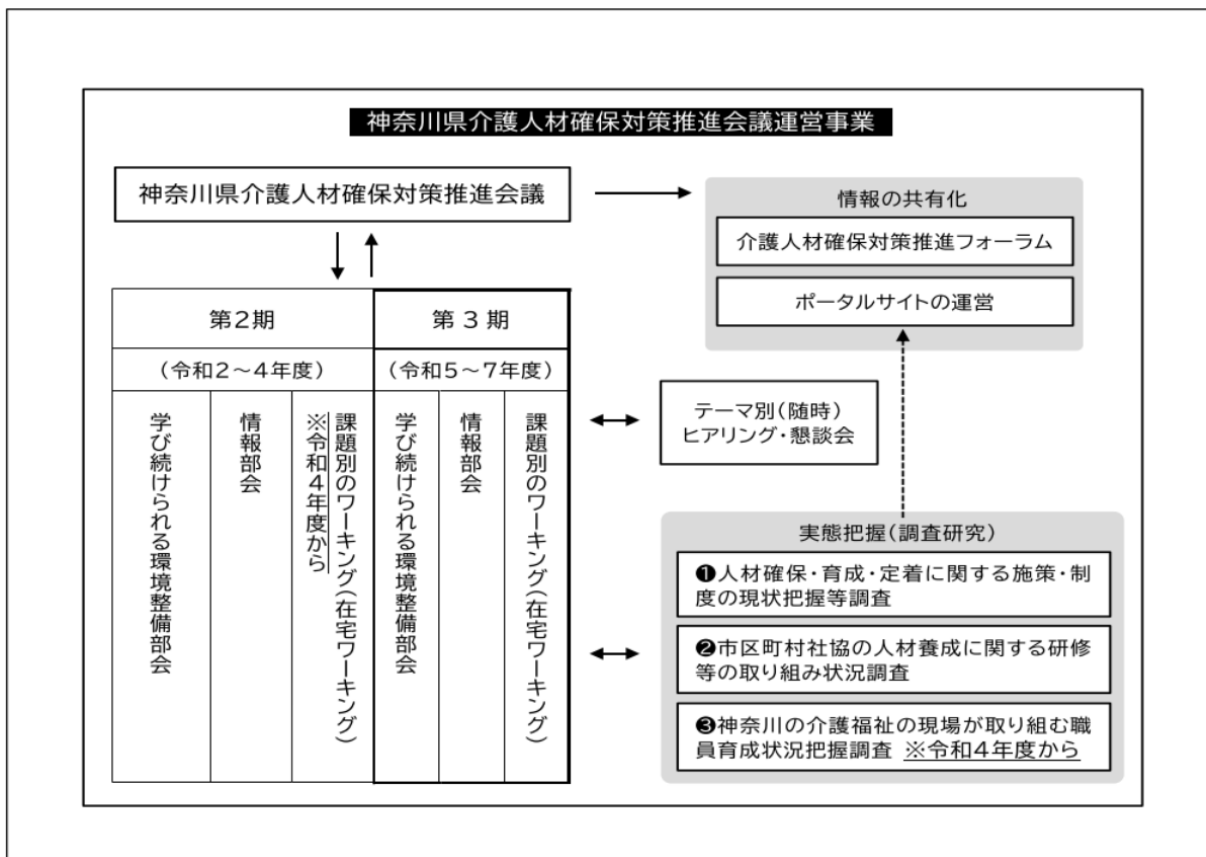 神奈川県介護人材確保対策推進会議運営事業
神奈川県介護人材確保対策推進会議
情報の共有化
介護人材確保対策推進フォーラム
ポータルサイトの運営
第2期
第3期
(令和2～4年度)
(令和5～7年度)
学び続けられる環境整備部会
情報部会
課題別のワーキング(在宅ワーキング)
※令和4年度から
学び続けられる環境整備部会
情報部会
課題別のワーキング(在宅ワーキング)
テーマ別(随時)
ヒアリング・懇談会
実態把握(調査研究)
❶人材確保・育成・定着に関する施策・制
度の現状把握等調査
❷市区町村社協の人材養成に関する研修
等の取り組み状況調査
❸神奈川の介護福祉の現場が取り組む職
員育成状況把握調査 ※令和4年度から